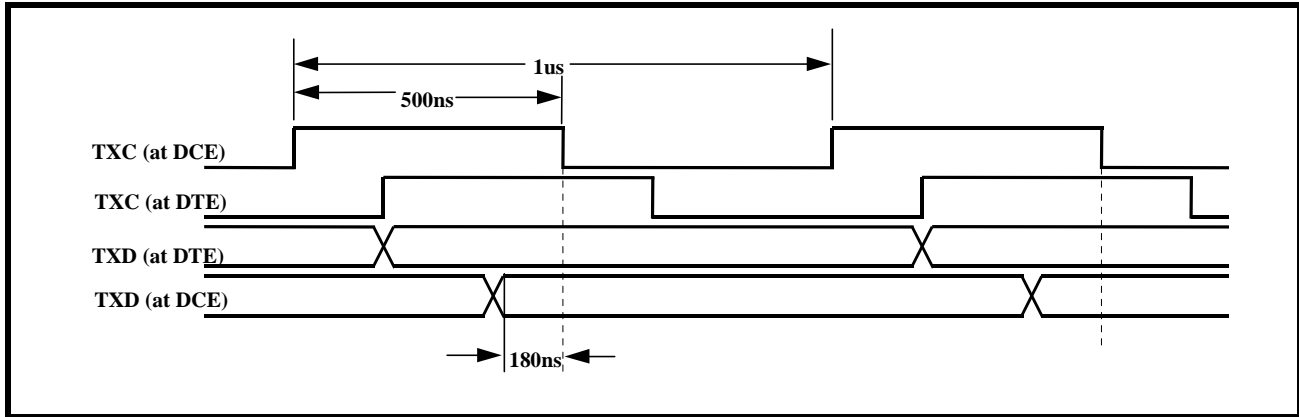 1us
500ns
TXC (at DCE)
TXC (at DTE)
TXD (at DTE)
TXD (at DCE)
180ns